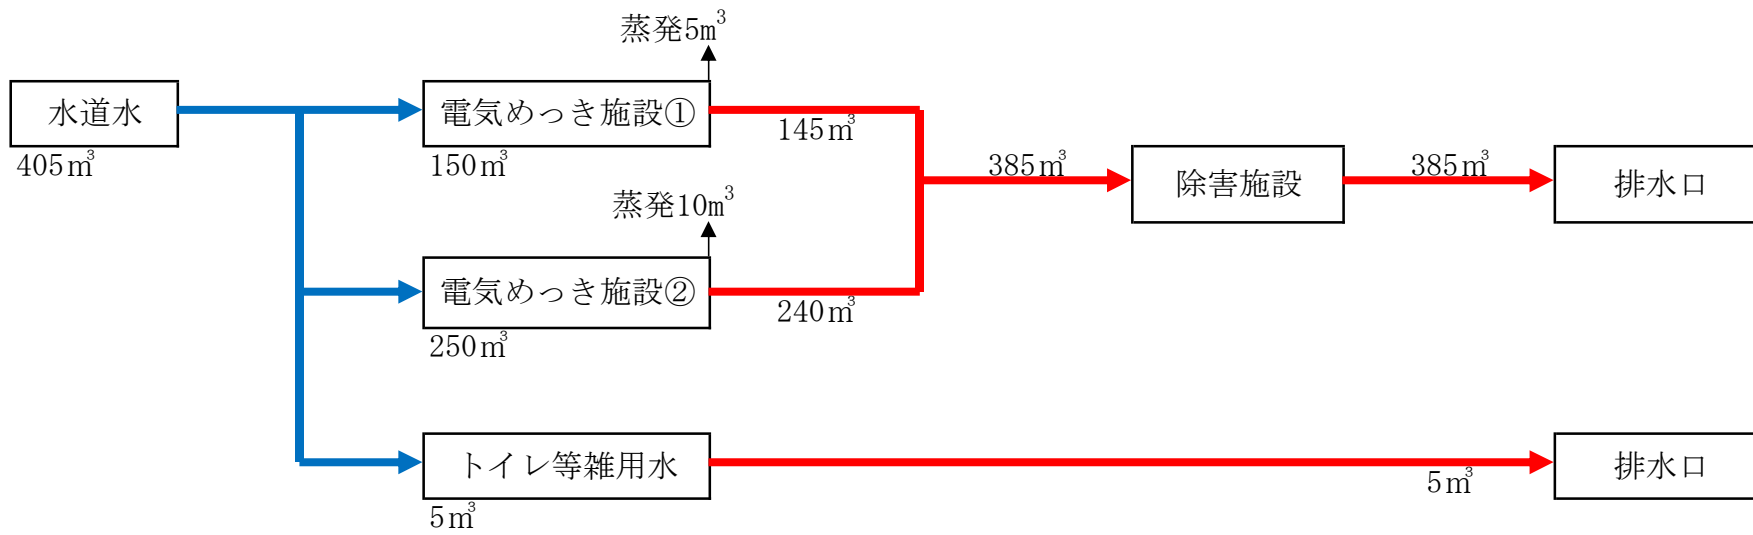 蒸発5m³
水道水
405m³
電気めっき施設①
150m³
145m³
蒸発10m³
電気めっき施設②
250m³
240m³
385m³
除害施設
385m³
排水口
トイレ等雑用水
5m³
5m³
排水口